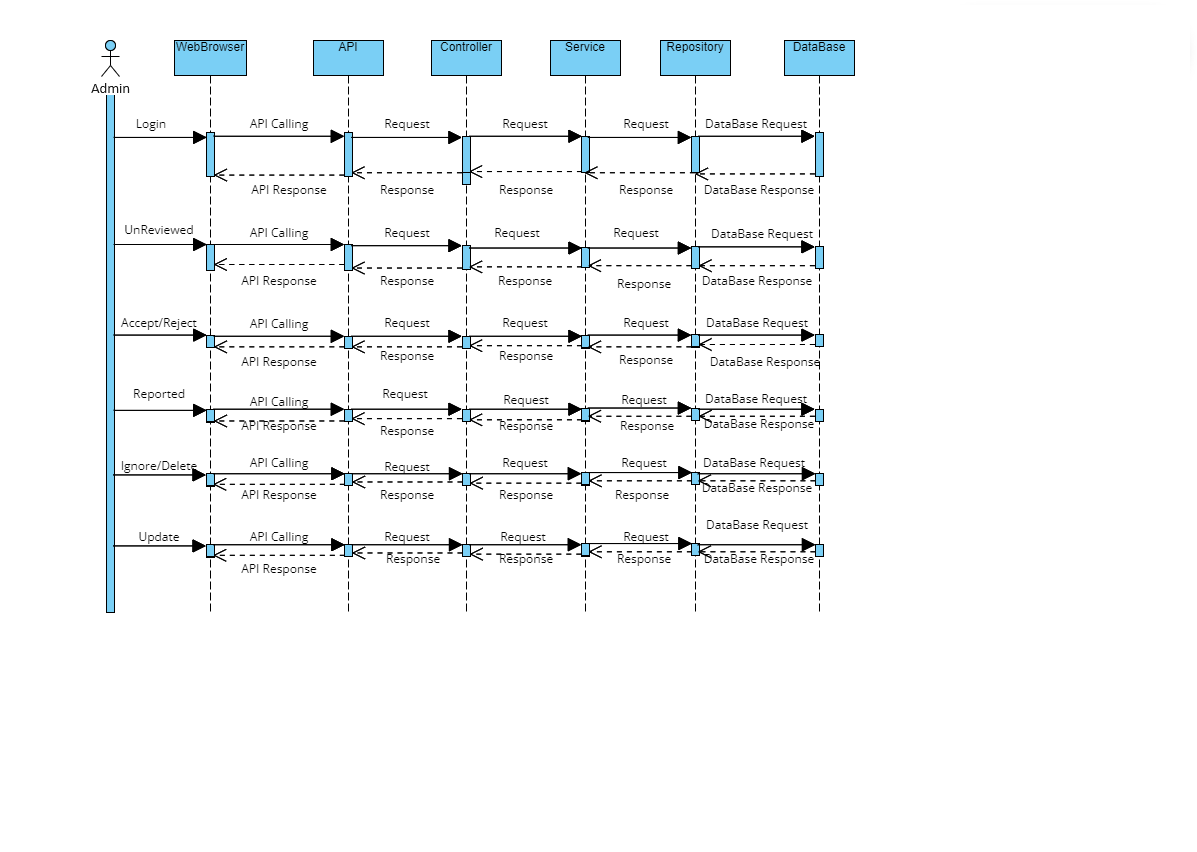 WebBrowser API Controller Service Repository DataBase
Admin
Login API Calling Request Request Request DataBase Request
API Response Response Response Response DataBase Response
UnReviewed API Calling Request Request Request DataBase Request
API Response Response Response Response DataBase Response
Accept/Reject API Calling Request Request Request DataBase Request
API Response Response Response Response DataBase Response
Reported API Calling Request Request Request DataBase Request
API Response Response Response Response DataBase Response
Ignore/Delete API Calling Request Request Request DataBase Request
API Response Response Response Response DataBase Response
Update API Calling Request Request Request DataBase Request
API Response Response Response Response DataBase Response